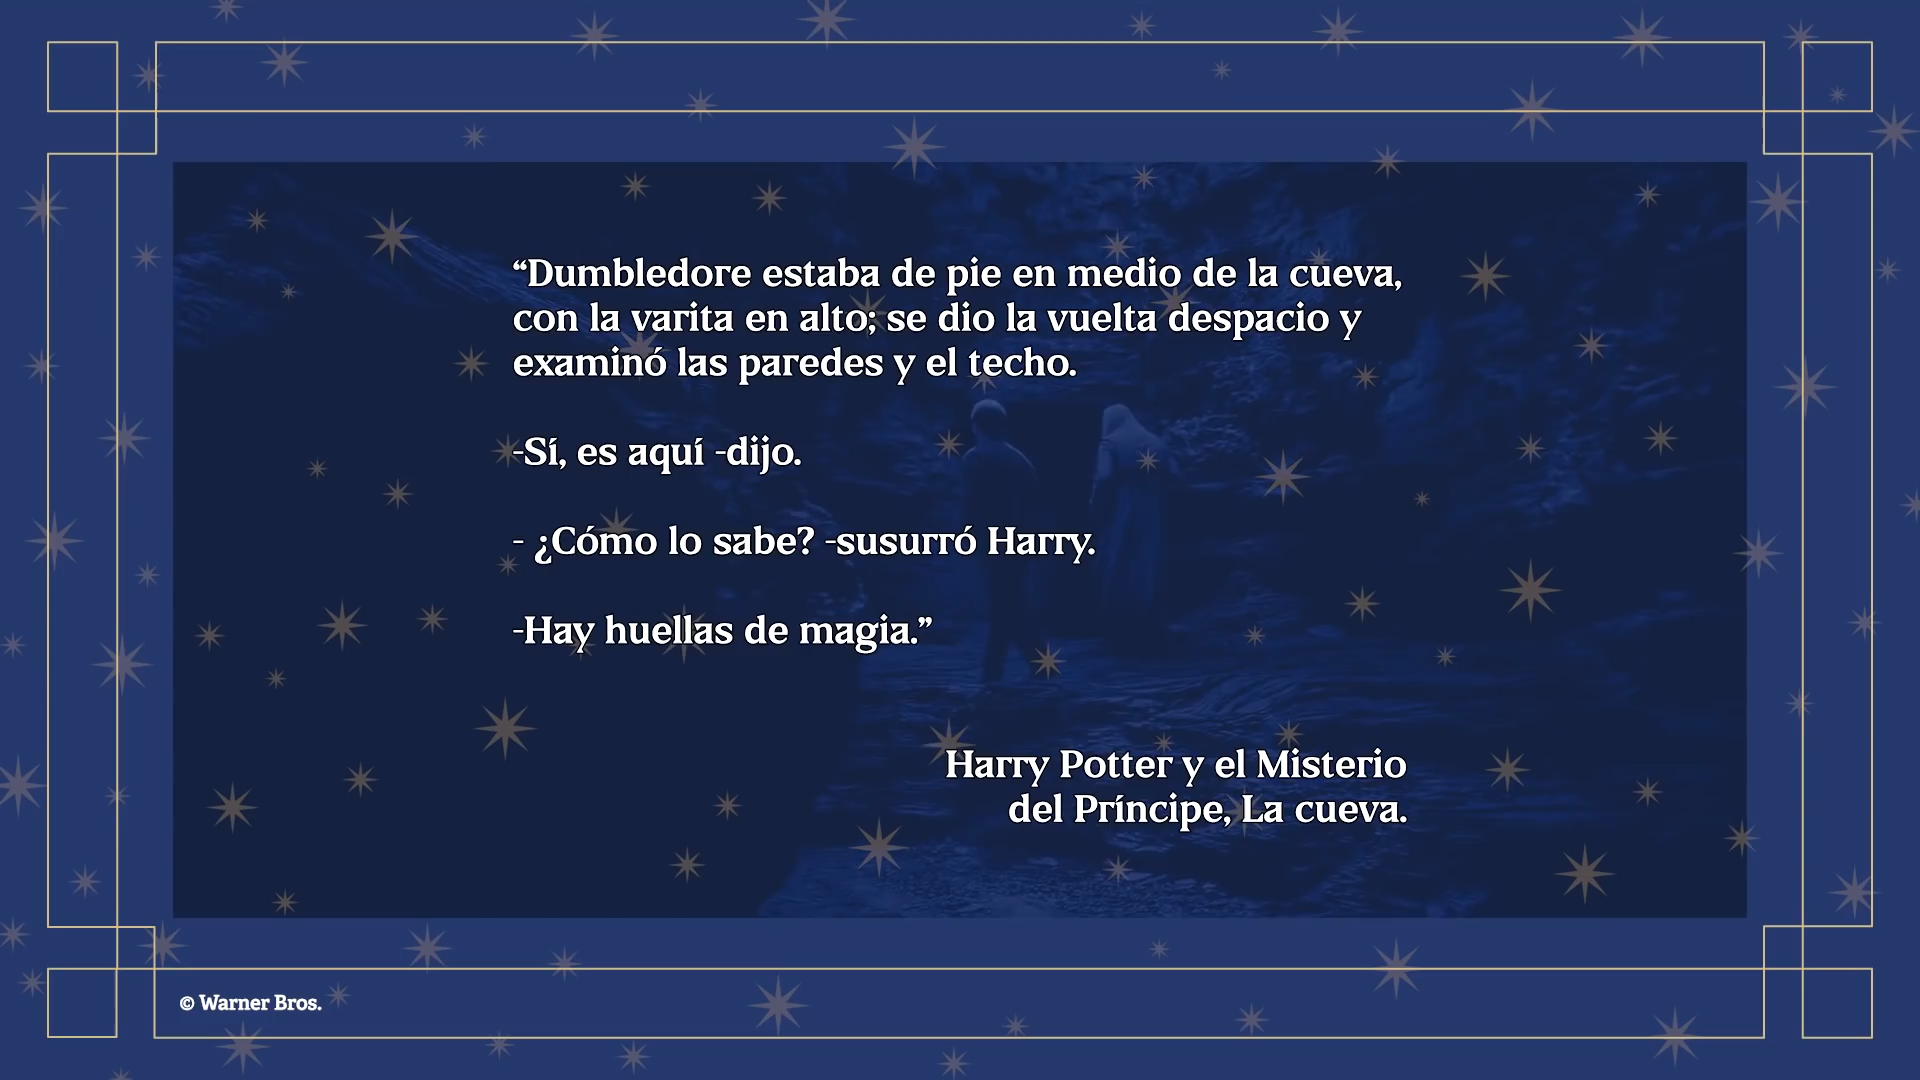 “Dumbledore estaba de pie en medio de la cueva,
con la varita en alto; se dio la vuelta despacio y
examinó las paredes y el techo.
-Sí, es aquí -dijo.
- ¿Cómo lo sabe? -susurró Harry.
-Hay huellas de magia.”
Harry Potter y el Misterio
del Príncipe, La cueva.
© Warner Bros.